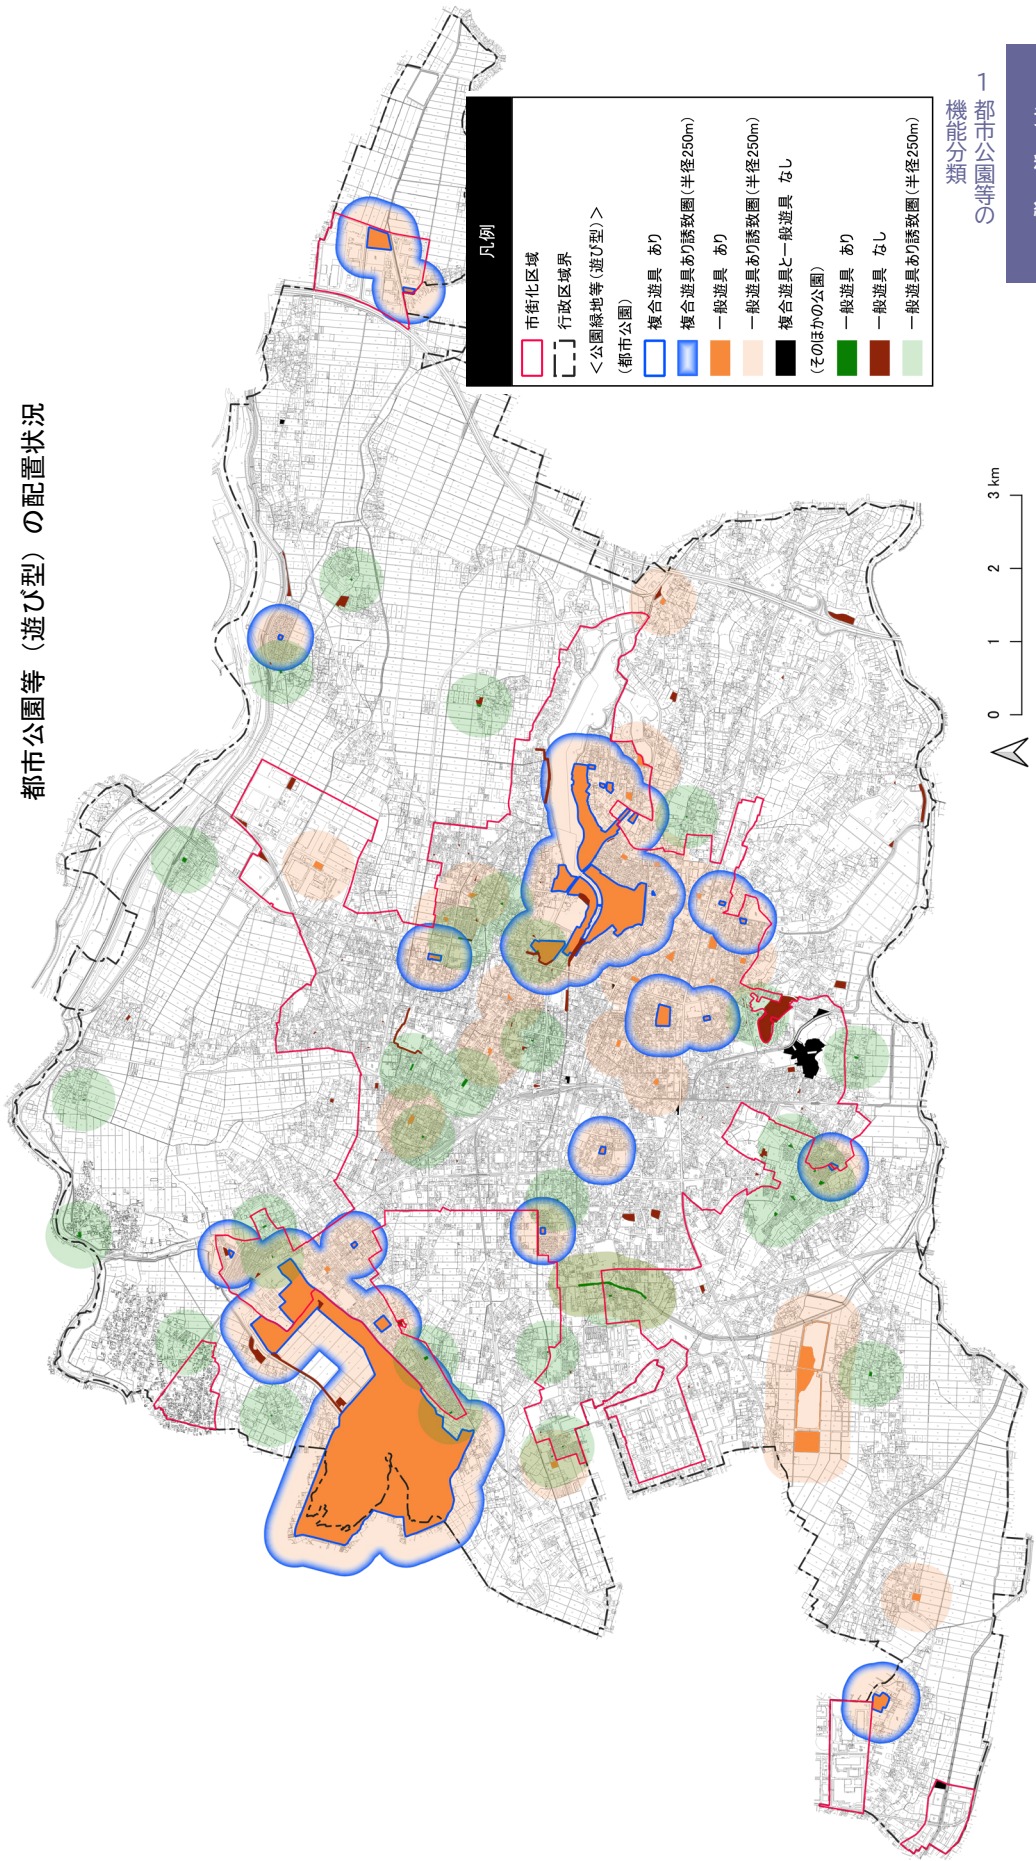 都市公園等（遊び型）の配置状況
1 都市公園等の
機能分類
凡例
市街化区域
行政区域界
＜公園緑地等(遊び型)＞
(都市公園)
複合遊具 あり
複合遊具あり誘致圏(半径250m)
一般遊具 あり
一般遊具あり誘致圏(半径250m)
複合遊具と一般遊具 なし
(そのほかの公園)
一般遊具 あり
一般遊具 なし
一般遊具あり誘致圏(半径250m)
0 1 2 3 km